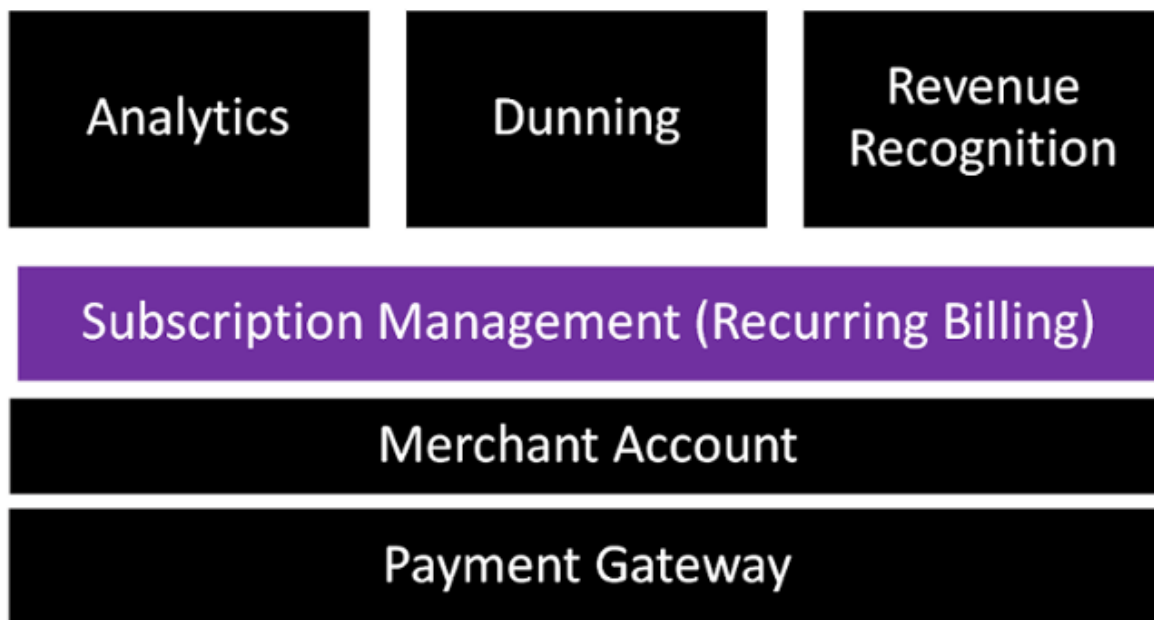 Analytics
Dunning
Revenue
Recognition
Subscription Management (Recurring Billing)
Merchant Account
Payment Gateway